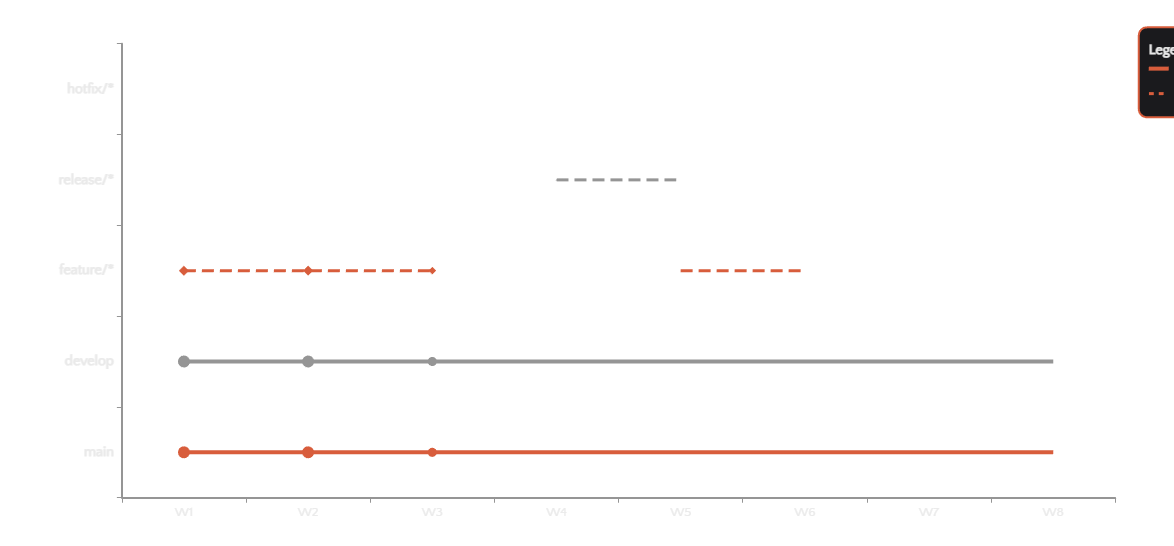 hotfix/*
release/*
feature/*
develop
main
W1 W2 W3 W4 W5 W6 W7 W8
Lege